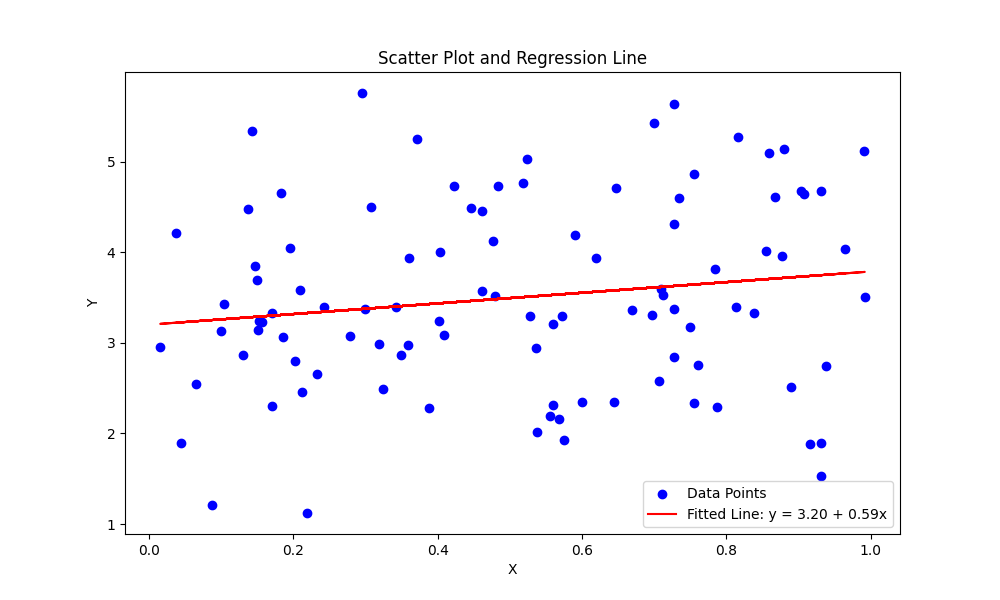 Scatter Plot and Regression Line
Y
5
4
3
2
1
0.0 0.2 0.4 0.6 0.8 1.0
X
Data Points
Fitted Line: y = 3.20 + 0.59x